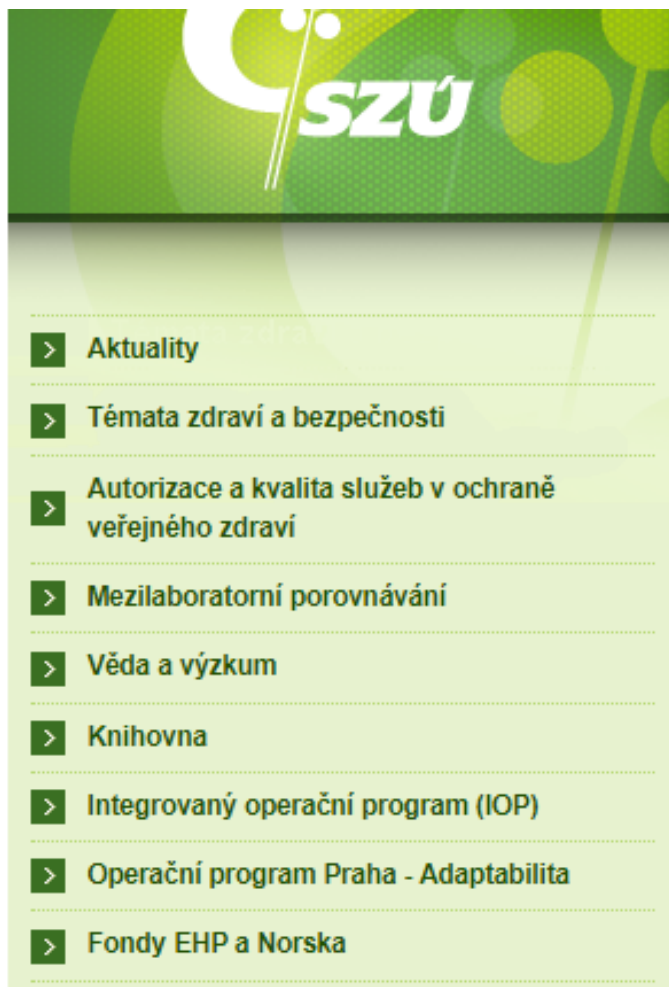 SZÚ
Aktuality
Témata zdraví a bezpečnosti
Autorizace a kvalita služeb v ochraně
veřejného zdraví
Mezilaboratorní porovnávání
Věda a výzkum
Knihovna
Integrovaný operační program (IOP)
Operační program Praha - Adaptabilita
Fondy EHP a Norska